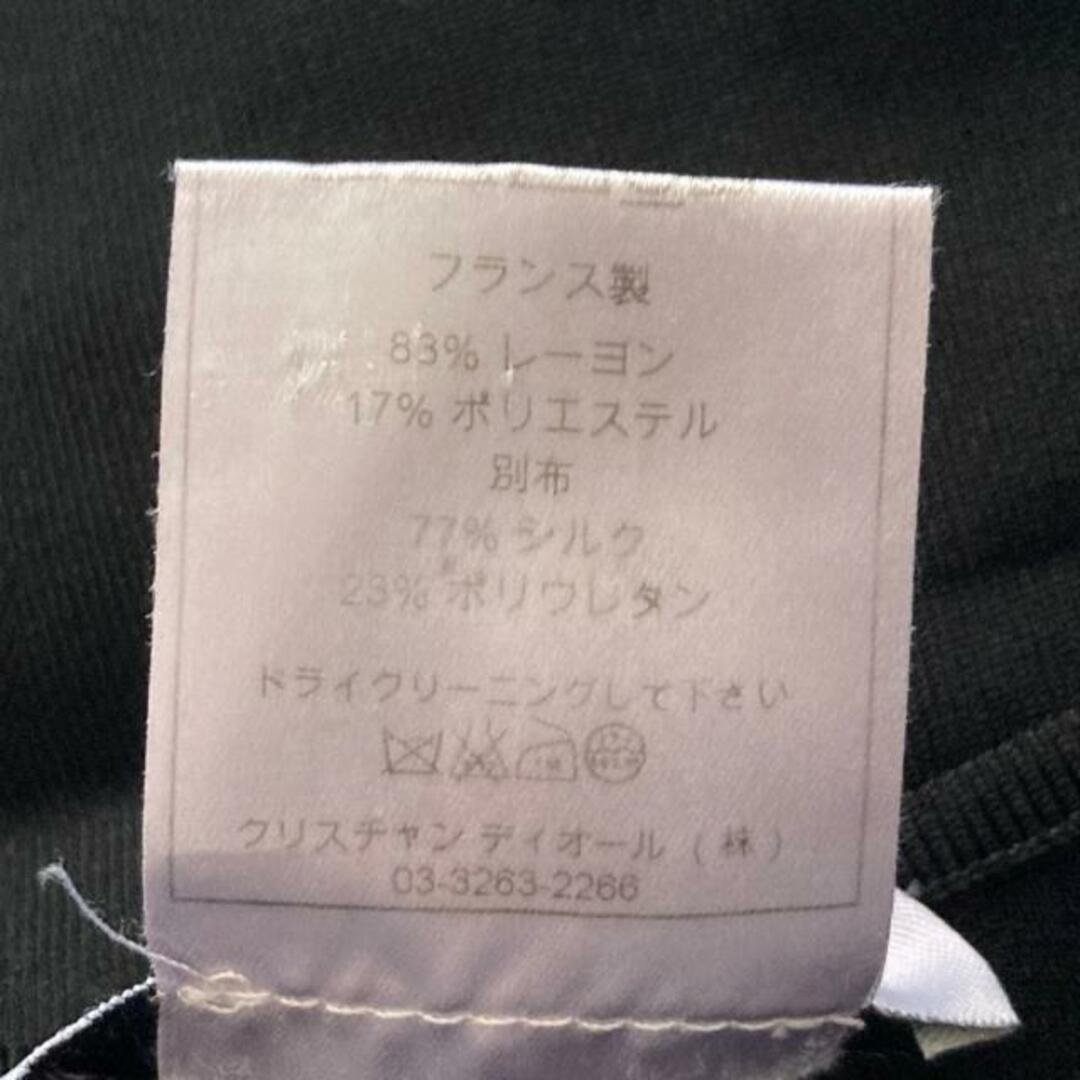 フランス製
83% レーヨン
17% ポリエステル
別布
77% シルク
23% ポリウレタン
ドライクリーニングして下さい
クリスチャン ディオール (株)
03-3263-2266